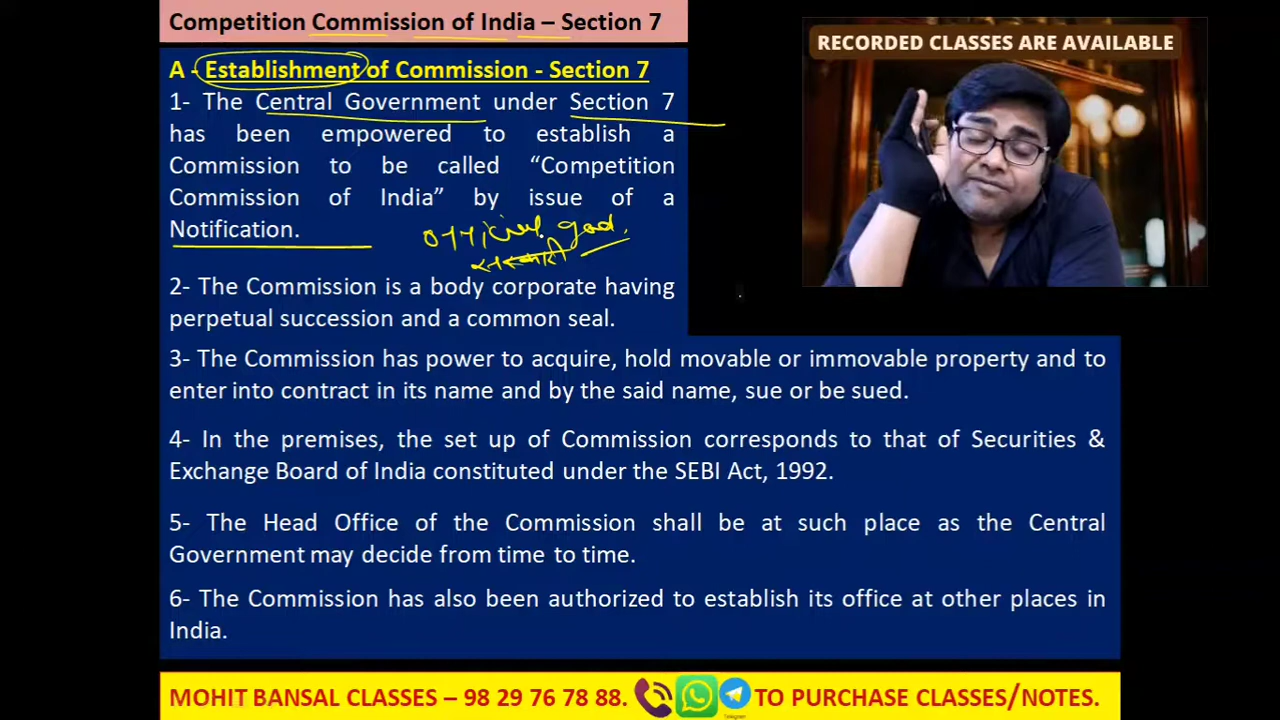 Competition Commission of India – Section 7
RECORDED CLASSES ARE AVAILABLE
A - Establishment of Commission - Section 7
1- The Central Government under Section 7
has been empowered to establish a
Commission to be called “Competition
Commission of India” by issue of a
Notification.
official
2- The Commission is a body corporate having
perpetual succession and a common seal.
3- The Commission has power to acquire, hold movable or immovable property and to
enter into contract in its name and by the said name, sue or be sued.
4- In the premises, the set up of Commission corresponds to that of Securities &
Exchange Board of India constituted under the SEBI Act, 1992.
5- The Head Office of the Commission shall be at such place as the Central
Government may decide from time to time.
6- The Commission has also been authorized to establish its office at other places in
India.
MOHIT BANSAL CLASSES – 98 29 76 78 88. TO PURCHASE CLASSES/NOTES.
Telegram